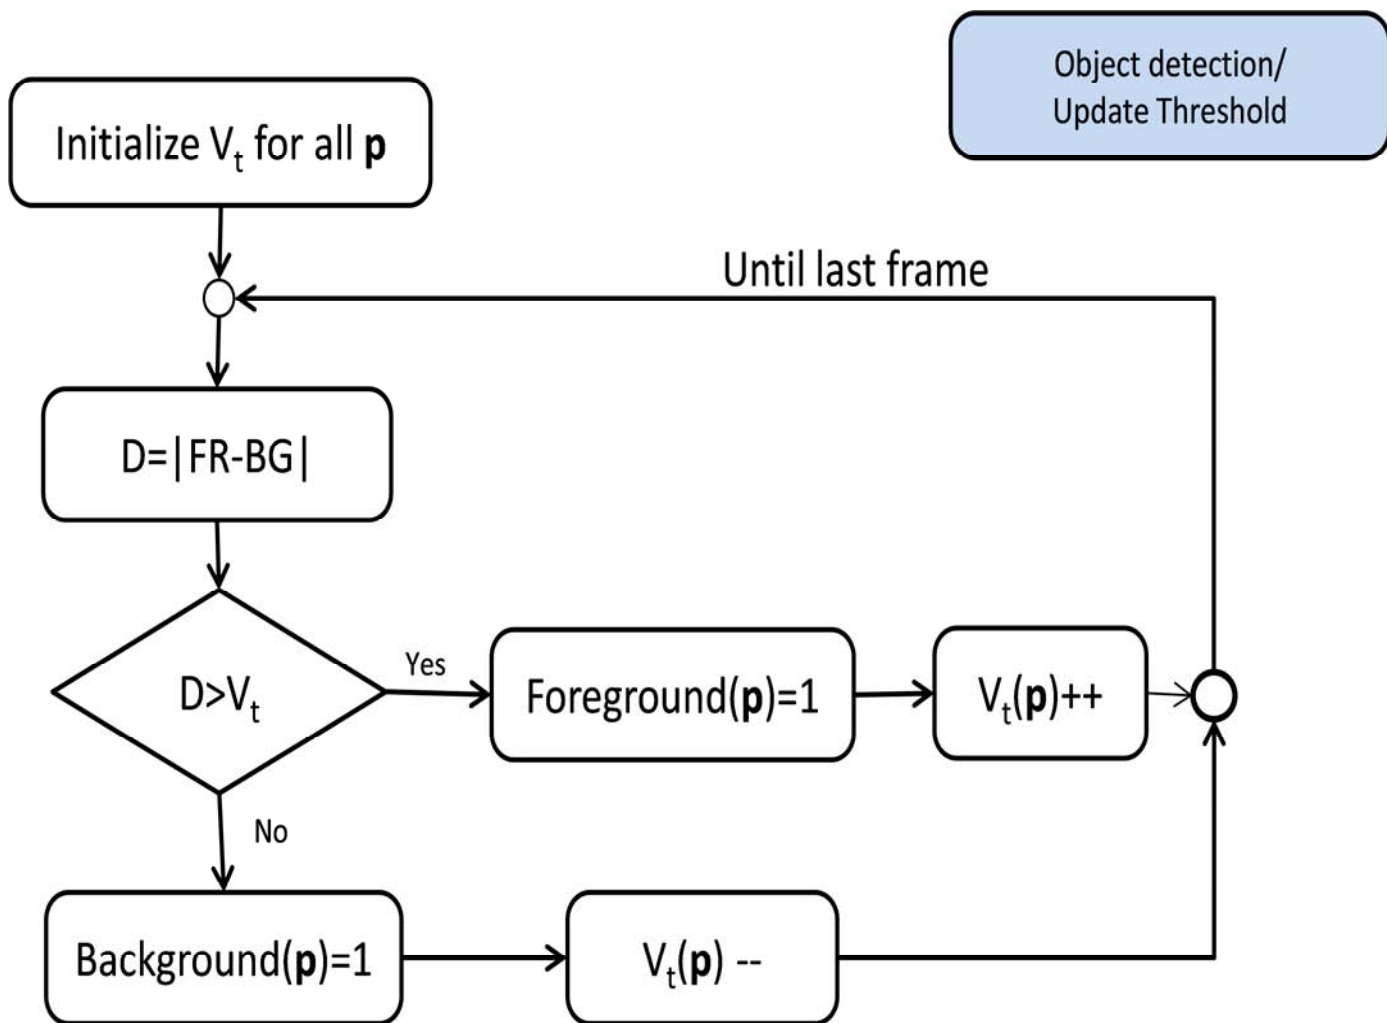 Object detection/
Update Threshold
Initialize Vₜ for all p
Until last frame
D=|FR-BG|
D>Vₜ
Yes
Foreground(p)=1
Vₜ(p)++
No
Background(p)=1
Vₜ(p) --